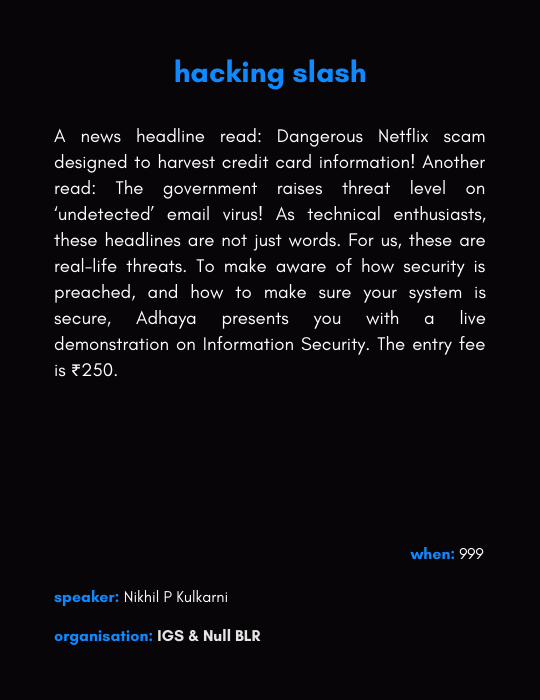 hacking slash
A news headline read: Dangerous Netflix scam
designed to harvest credit card information! Another
read: The government raises threat level on
‘undetected’ email virus! As technical enthusiasts,
these headlines are not just words. For us, these are
real-life threats. To make aware of how security is
preached, and how to make sure your system is
secure, Adhaya presents you with a live
demonstration on Information Security. The entry fee
is ₹250.
when: 999
speaker: Nikhil P Kulkarni
organisation: IGS & Null BLR